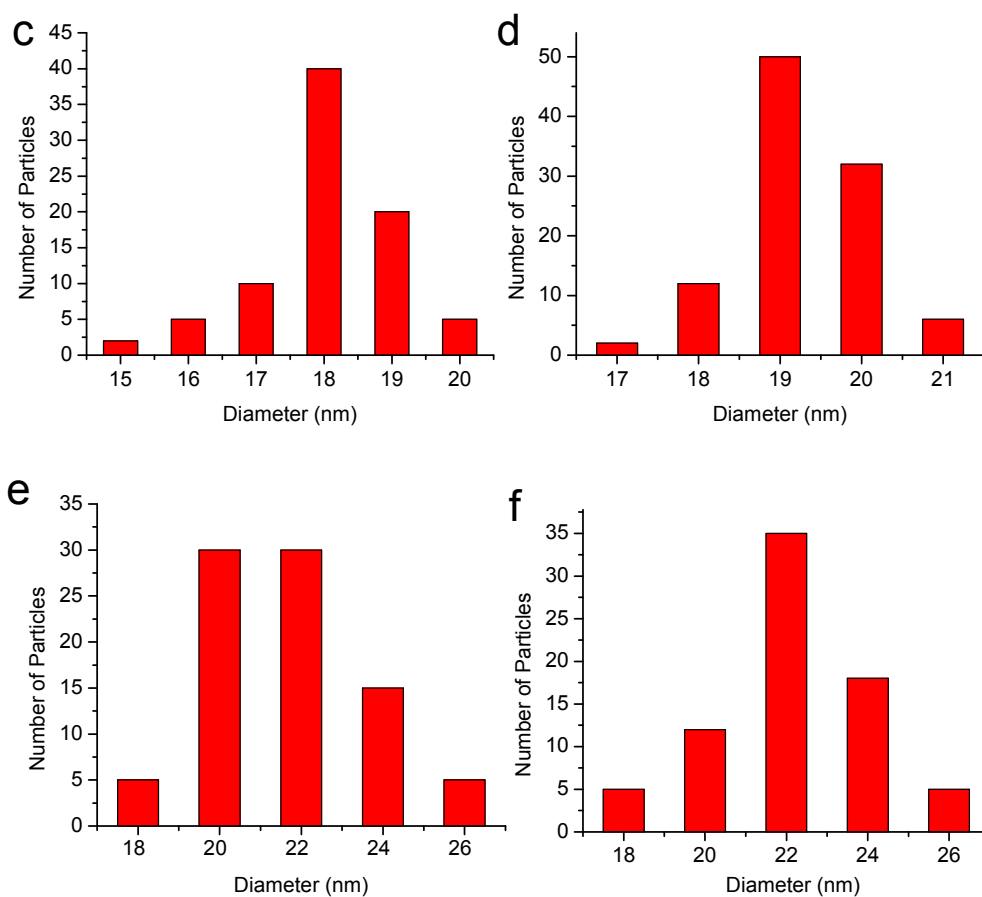 c
45
40
35
30
25
20
15
10
5
0
Number of Particles
15 16 17 18 19 20
Diameter (nm)
d
50
40
30
20
10
0
Number of Particles
17 18 19 20 21
Diameter (nm)
e
35
30
25
20
15
10
5
0
Number of Particles
18 20 22 24 26
Diameter (nm)
f
35
30
25
20
15
10
5
0
Number of Particles
18 20 22 24 26
Diameter (nm)